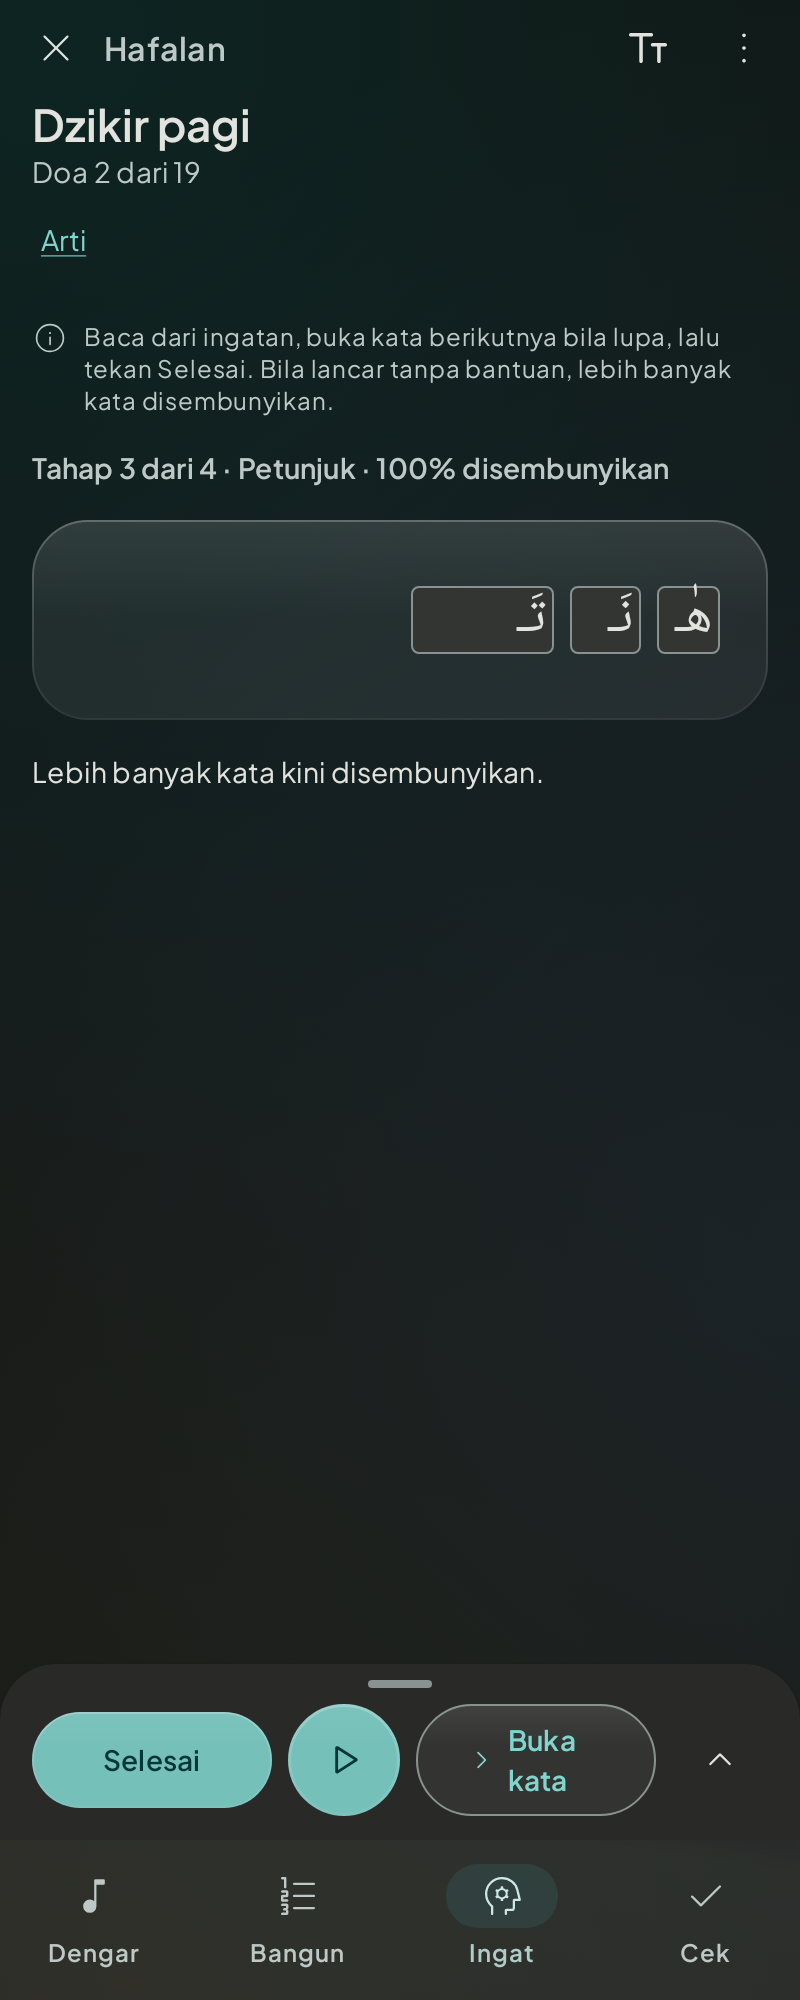 Hafalan
Dzikir pagi
Doa 2 dari 19
Arti
Baca dari ingatan, buka kata berikutnya bila lupa, lalu
tekan Selesai. Bila lancar tanpa bantuan, lebih banyak
kata disembunyikan.
Tahap 3 dari 4 · Petunjuk · 100% disembunyikan
هٰـ نَـ تَـ
Lebih banyak kata kini disembunyikan.
Selesai
Buka
kata
Dengar
Bangun
Ingat
Cek